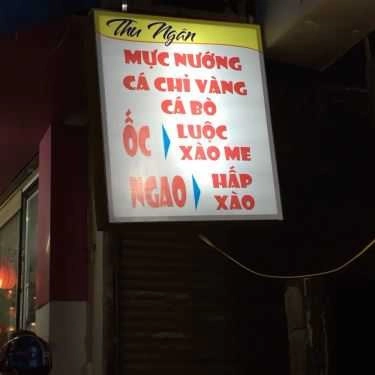 Thu Ngân
MỰC NƯỚNG
CÁ CHỈ VÀNG
CÁ BÒ
ỐC LUỘC
XÀO ME
NGAO HẤP
XÀO